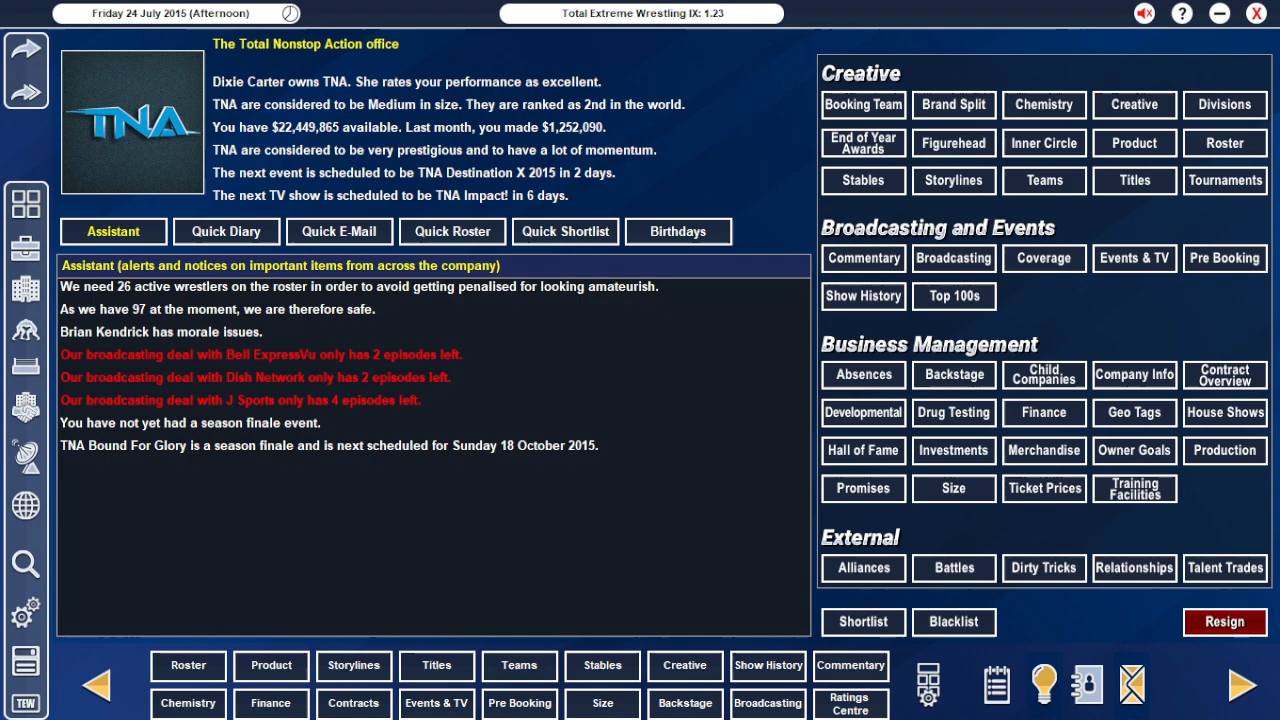 Friday 24 July 2015 (Afternoon)
Total Extreme Wrestling IX: 1.23
?
X
TNA
The Total Nonstop Action office
Dixie Carter owns TNA. She rates your performance as excellent.
TNA are considered to be Medium in size. They are ranked as 2nd in the world.
You have $22,449,865 available. Last month, you made $1,252,090.
TNA are considered to be very prestigious and to have a lot of momentum.
The next event is scheduled to be TNA Destination X 2015 in 2 days.
The next TV show is scheduled to be TNA Impact! in 6 days.
Assistant Quick Diary Quick E-Mail Quick Roster Quick Shortlist Birthdays
Assistant (alerts and notices on important items from across the company)
We need 26 active wrestlers on the roster in order to avoid getting penalised for looking amateurish.
As we have 97 at the moment, we are therefore safe.
Brian Kendrick has morale issues.
Our broadcasting deal with Bell ExpressVu only has 2 episodes left.
Our broadcasting deal with Dish Network only has 2 episodes left.
Our broadcasting deal with J Sports only has 4 episodes left.
You have not yet had a season finale event.
TNA Bound For Glory is a season finale and is next scheduled for Sunday 18 October 2015.
Creative
Booking Team Brand Split Chemistry Creative Divisions
End of Year Awards Figurehead Inner Circle Product Roster
Stables Storylines Teams Titles Tournaments
Broadcasting and Events
Commentary Broadcasting Coverage Events & TV Pre Booking
Show History Top 100s
Business Management
Absences Backstage Child Companies Company Info Contract Overview
Developmental Drug Testing Finance Geo Tags House Shows
Hall of Fame Investments Merchandise Owner Goals Production
Promises Size Ticket Prices Training Facilities
External
Alliances Battles Dirty Tricks Relationships Talent Trades
Shortlist Blacklist Resign
Roster Product Storylines Titles Teams Stables Creative Show History Commentary
Chemistry Finance Contracts Events & TV Pre Booking Size Backstage Broadcasting Ratings Centre
TEW